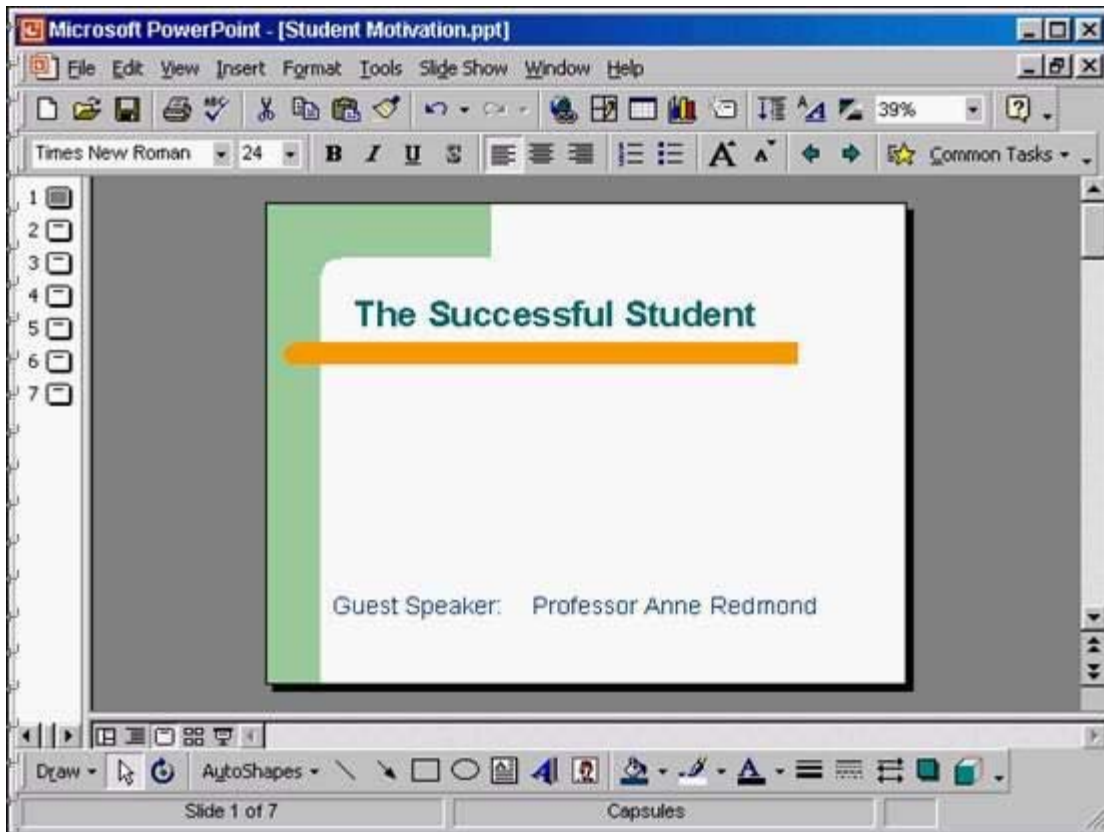 Microsoft PowerPoint - [Student Motivation.ppt]
File Edit View Insert Format Tools Slide Show Window Help
39%
Times New Roman 24 B I U S A A Common Tasks
1
2
3
4
5
6
7
The Successful Student
Guest Speaker: Professor Anne Redmond
Draw AutoShapes
Slide 1 of 7 Capsules